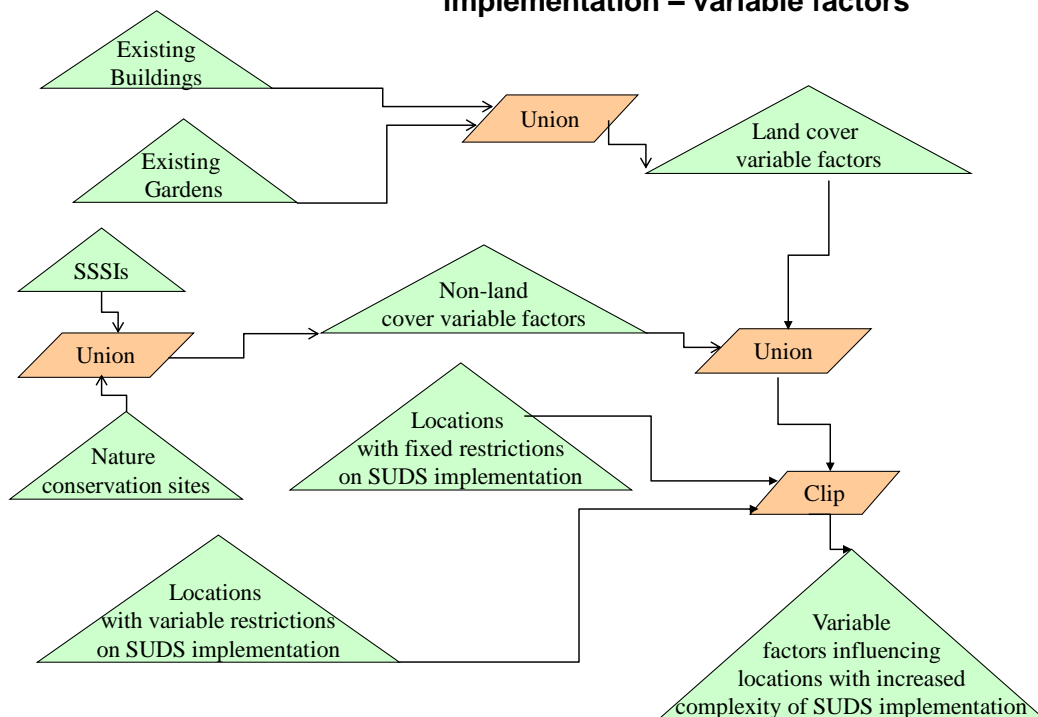 Implementation – variable factors
Existing
Buildings
Union
Land cover
variable factors
Existing
Gardens
SSSIs
Non-land
cover variable factors
Union
Union
Locations
with fixed restrictions
on SUDS implementation
Nature
conservation sites
Clip
Locations
with variable restrictions
on SUDS implementation
Variable
factors influencing
locations with increased
complexity of SUDS implementation